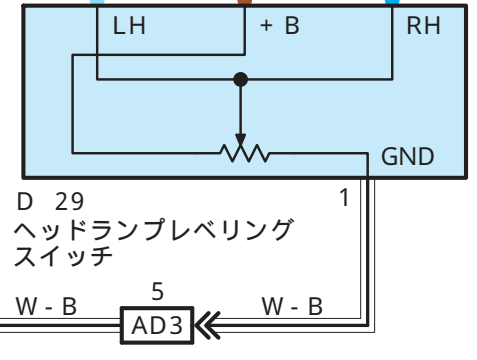 LH + B RH
GND
D 29 1
ヘッドランプレベリング
スイッチ
W - B 5 W - B
AD3